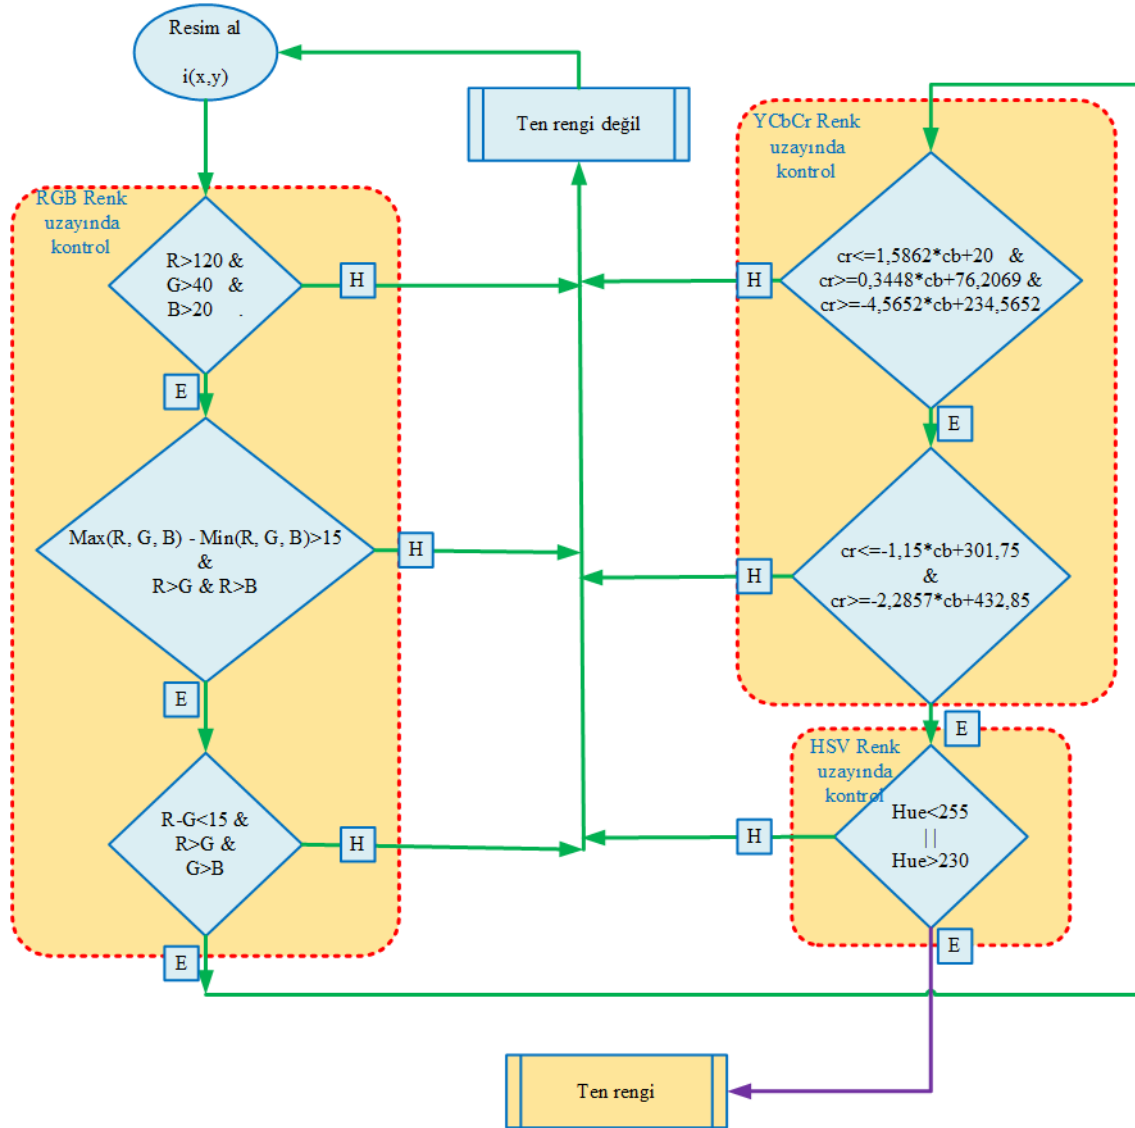 Resim al
i(x,y)
Ten rengi değil
RGB Renk
uzayında
kontrol
R>120 &
G>40 &
B>20 .
H
E
Max(R, G, B) - Min(R, G, B)>15
&
R>G & R>B
H
E
R-G<15 &
R>G &
G>B
H
E
YCbCr Renk
uzayında
kontrol
cr<=1,5862*cb+20 &
cr>=0,3448*cb+76,2069 &
cr>=-4,5652*cb+234,5652
H
E
cr<=-1,15*cb+301,75
&
cr>=-2,2857*cb+432,85
H
E
HSV Renk
uzayında
kontrol
Hue<255
||
Hue>230
H
E
Ten rengi